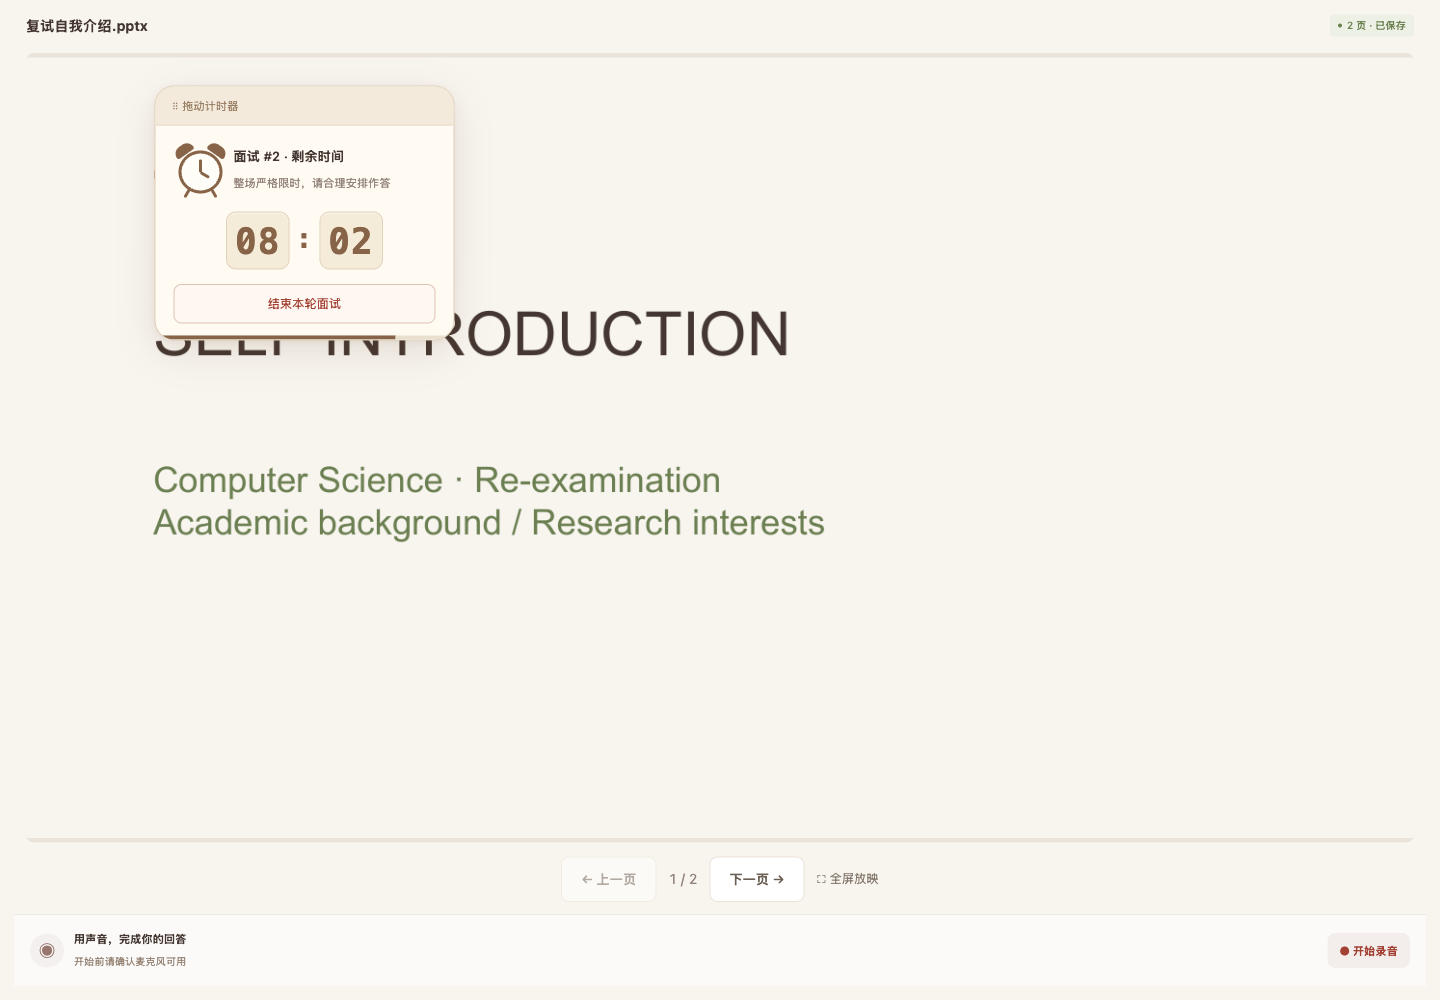 复试自我介绍.pptx
2 页 · 已保存
拖动计时器
面试 #2 · 剩余时间
整场严格限时，请合理安排作答
08 : 02
结束本轮面试
SELF INTRODUCTION
Computer Science · Re-examination
Academic background / Research interests
← 上一页 1 / 2 下一页 → 全屏放映
用声音，完成你的回答
开始前请确认麦克风可用
开始录音